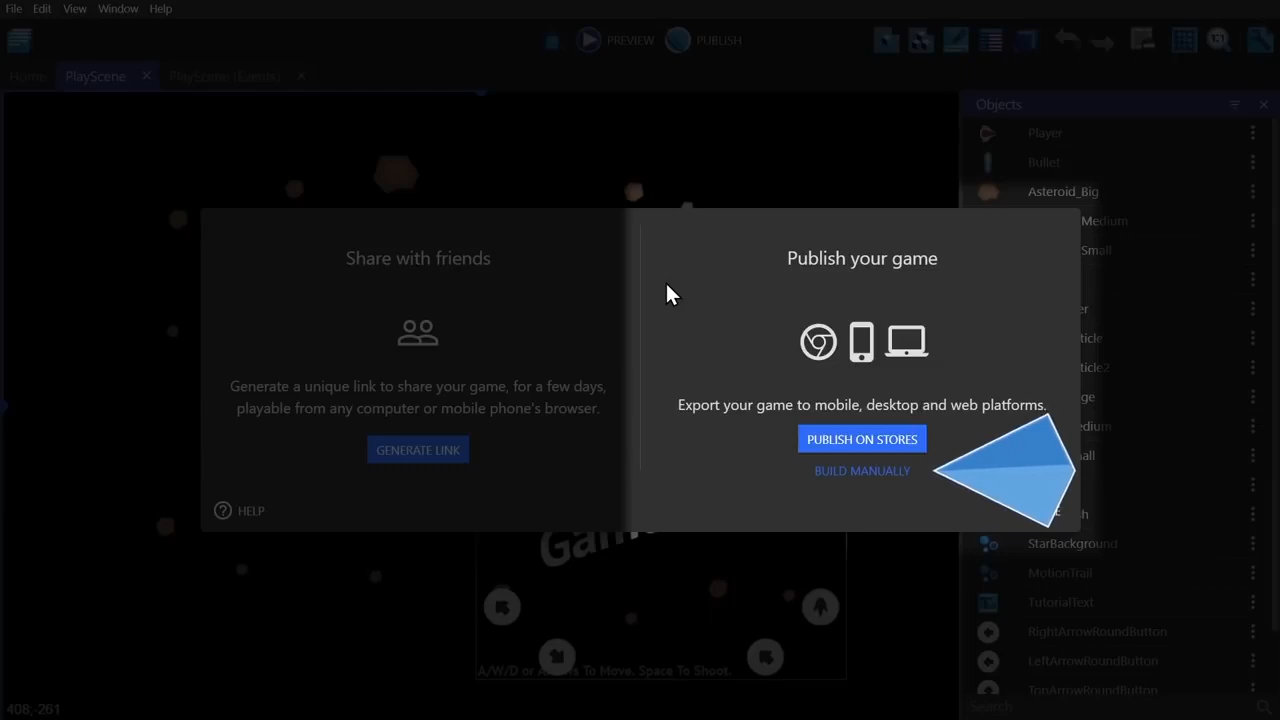 File Edit View Window Help
PREVIEW PUBLISH
Home PlayScene PlayScene (Events)
Objects
Player
Bullet
Asteroid_Big
Medium
Small
Share with friends
Generate a unique link to share your game, for a few days,
playable from any computer or mobile phone's browser.
GENERATE LINK
HELP
Publish your game
Export your game to mobile, desktop and web platforms.
PUBLISH ON STORES
BUILD MANUALLY
StarBackground
MotionTrail
TutorialText
RightArrowRoundButton
LeftArrowRoundButton
TopArrowRoundButton
A/W/D or To Move. Space To Shoot.
Search
408;-261